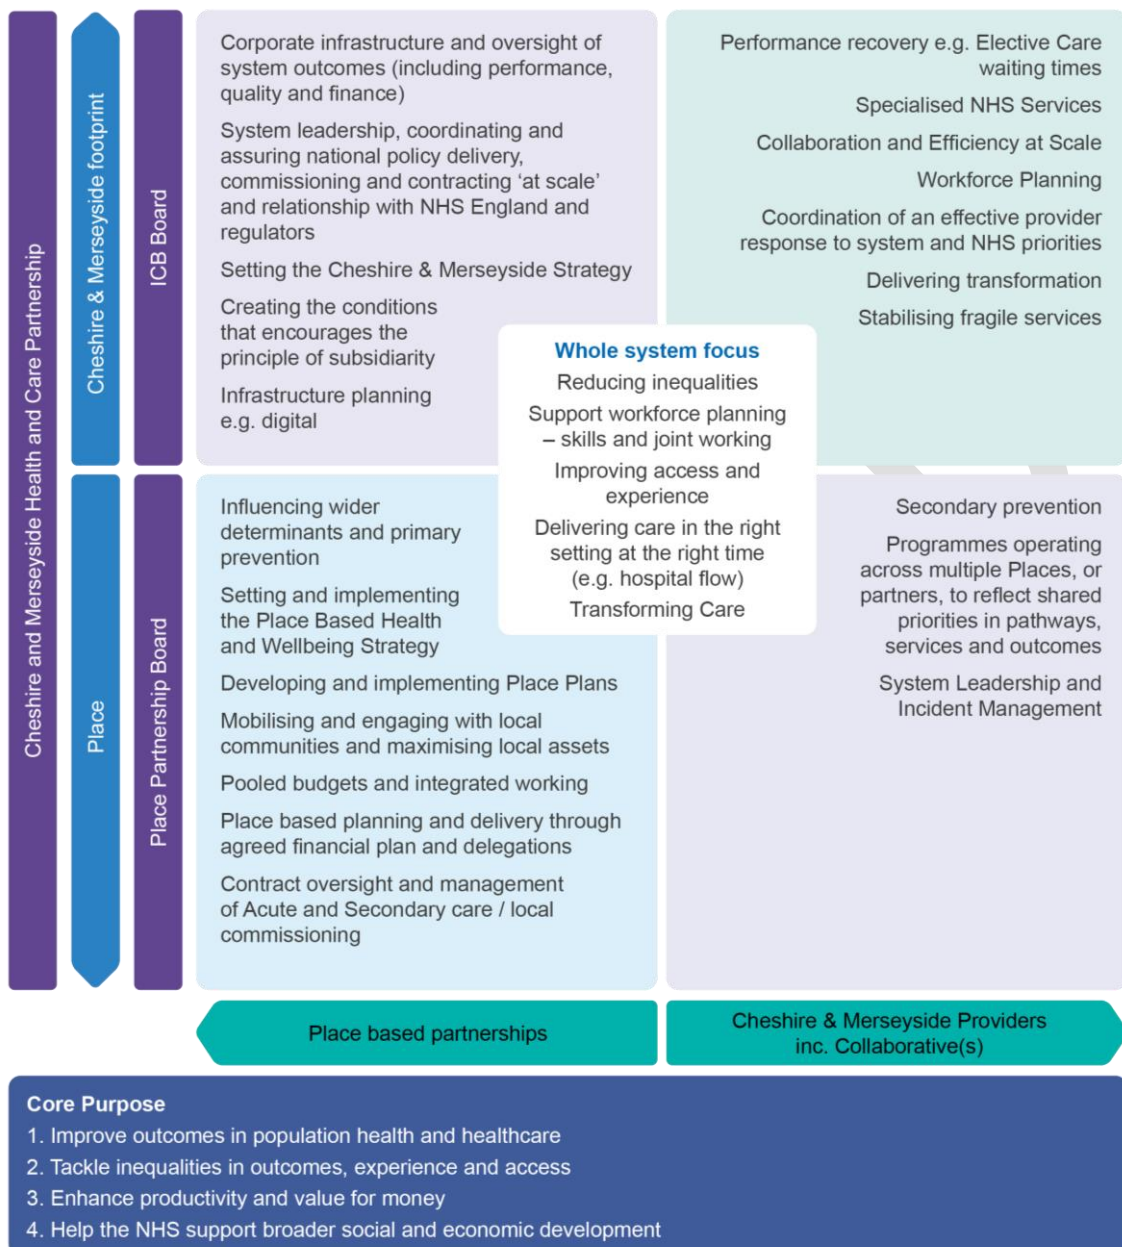 Cheshire and Merseyside Health and Care Partnership
Cheshire & Merseyside footprint
ICB Board
Place
Place Partnership Board
Corporate infrastructure and oversight of
system outcomes (including performance,
quality and finance)
System leadership, coordinating and
assuring national policy delivery,
commissioning and contracting ‘at scale’
and relationship with NHS England and
regulators
Setting the Cheshire & Merseyside Strategy
Creating the conditions
that encourages the
principle of subsidiarity
Infrastructure planning
e.g. digital
Performance recovery e.g. Elective Care
waiting times
Specialised NHS Services
Collaboration and Efficiency at Scale
Workforce Planning
Coordination of an effective provider
response to system and NHS priorities
Delivering transformation
Stabilising fragile services
Whole system focus
Reducing inequalities
Support workforce planning
– skills and joint working
Improving access and
experience
Delivering care in the right
setting at the right time
(e.g. hospital flow)
Transforming Care
Influencing wider
determinants and primary
prevention
Setting and implementing
the Place Based Health
and Wellbeing Strategy
Developing and implementing Place Plans
Mobilising and engaging with local
communities and maximising local assets
Pooled budgets and integrated working
Place based planning and delivery through
agreed financial plan and delegations
Contract oversight and management
of Acute and Secondary care / local
commissioning
Secondary prevention
Programmes operating
across multiple Places, or
partners, to reflect shared
priorities in pathways,
services and outcomes
System Leadership and
Incident Management
Place based partnerships
Cheshire & Merseyside Providers
inc. Collaborative(s)
Core Purpose
1. Improve outcomes in population health and healthcare
2. Tackle inequalities in outcomes, experience and access
3. Enhance productivity and value for money
4. Help the NHS support broader social and economic development